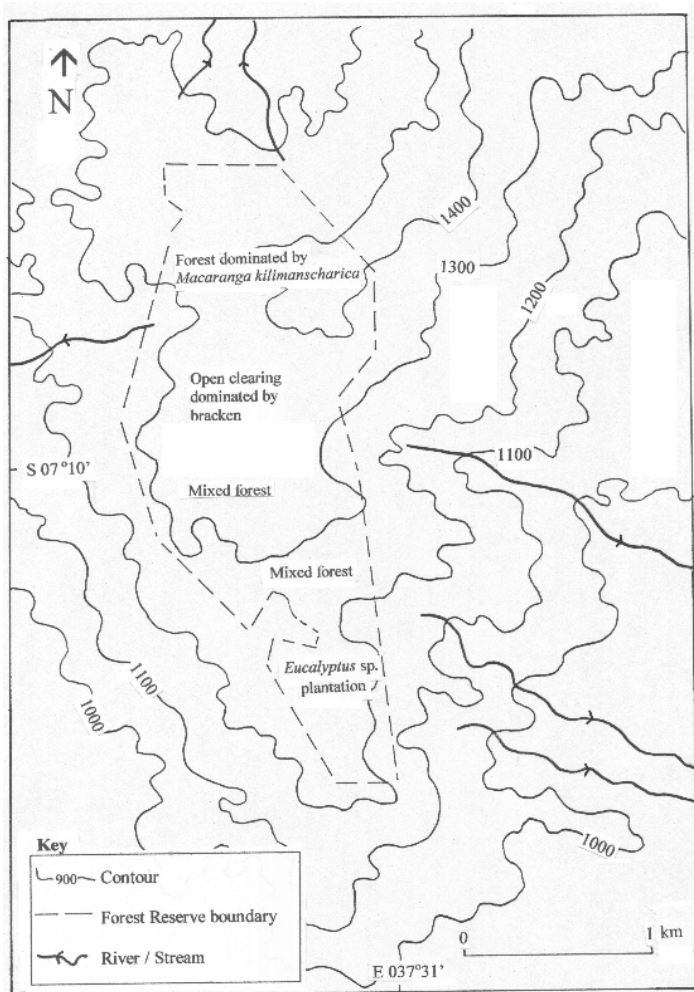 N
1400
Forest dominated by
Macaranga kilimanscharica
1300
1200
Open clearing
dominated by
bracken
1100
S 07°10'
Mixed forest
Mixed forest
Eucalyptus sp.
plantation
1100
1000
1000
Key
900 Contour
Forest Reserve boundary
River / Stream
0 1 km
E 037°31'